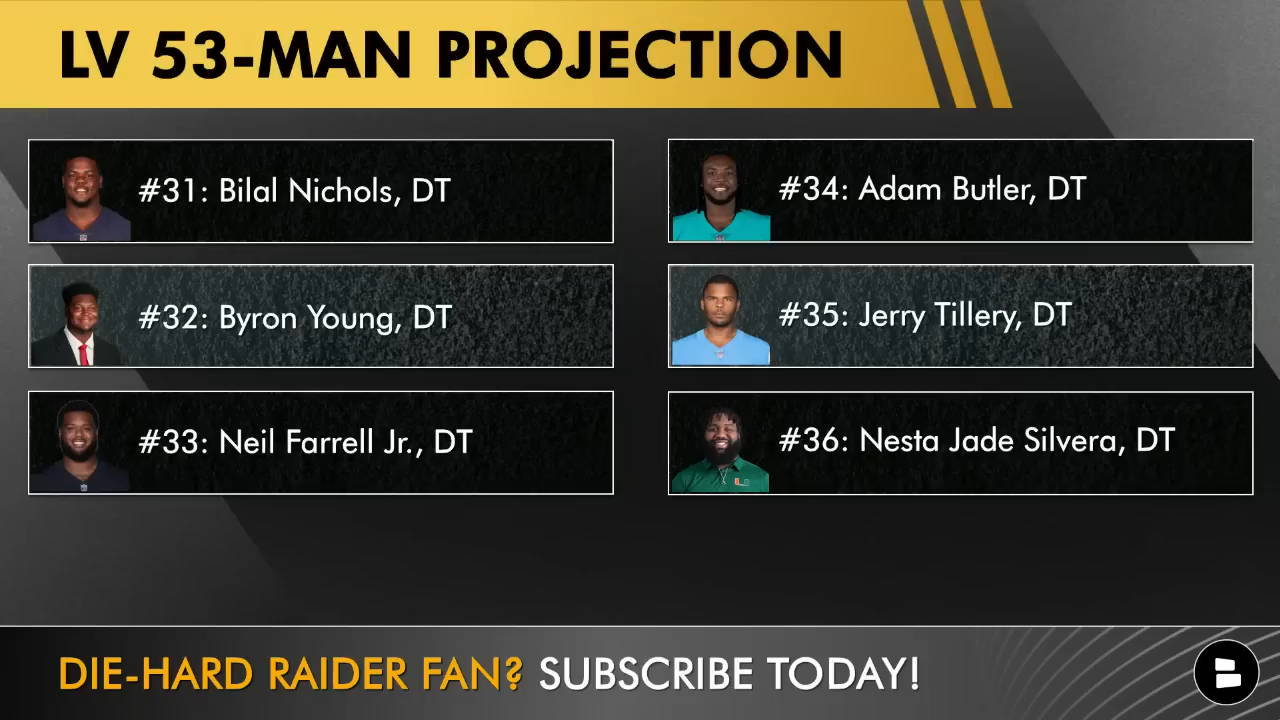 LV 53-MAN PROJECTION
#31: Bilal Nichols, DT
#32: Byron Young, DT
#33: Neil Farrell Jr., DT
#34: Adam Butler, DT
#35: Jerry Tillery, DT
#36: Nesta Jade Silvera, DT
DIE-HARD RAIDER FAN? SUBSCRIBE TODAY!